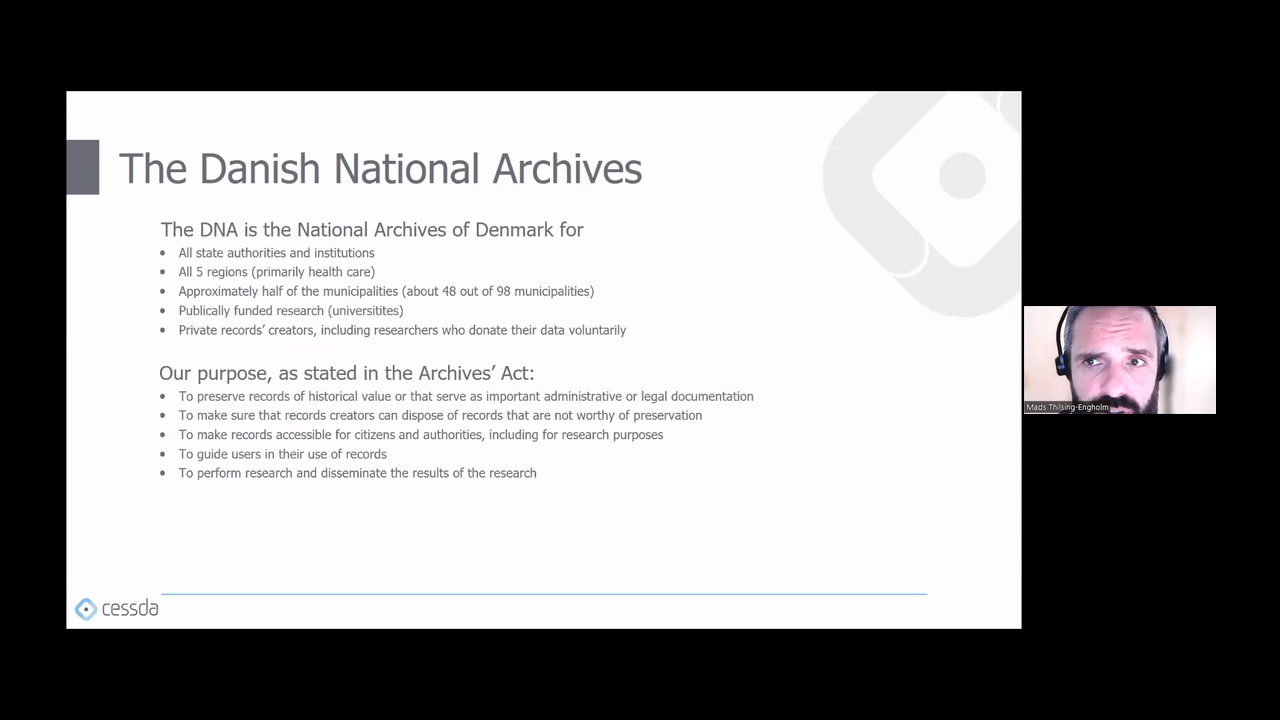 The Danish National Archives
The DNA is the National Archives of Denmark for
• All state authorities and institutions
• All 5 regions (primarily health care)
• Approximately half of the municipalities (about 48 out of 98 municipalities)
• Publically funded research (universitites)
• Private records' creators, including researchers who donate their data voluntarily
Our purpose, as stated in the Archives' Act:
• To preserve records of historical value or that serve as important administrative or legal documentation
• To make sure that records creators can dispose of records that are not worthy of preservation
• To make records accessible for citizens and authorities, including for research purposes
• To guide users in their use of records
• To perform research and disseminate the results of the research
cessda
Mads Thilsing-Engholm